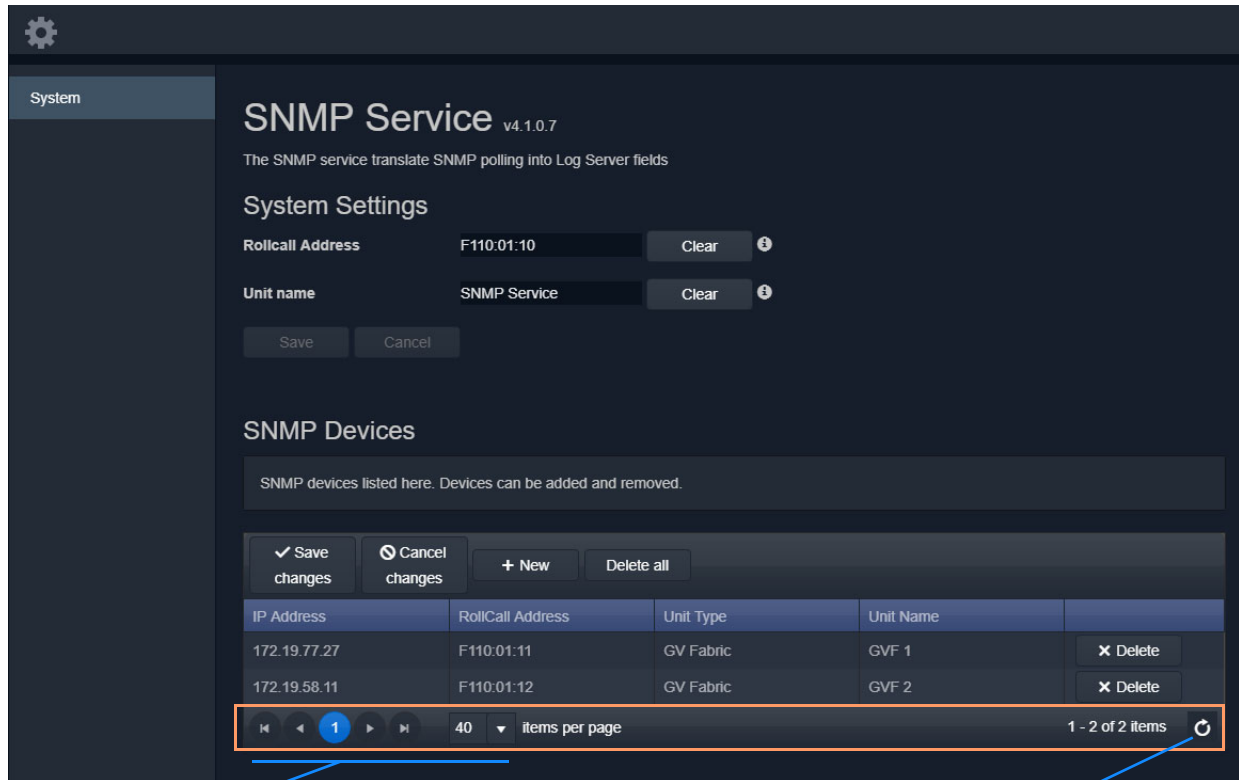 System
SNMP Service v4.1.0.7
The SNMP service translate SNMP polling into Log Server fields
System Settings
Rollcall Address F110:01:10 Clear
Unit name SNMP Service Clear
Save Cancel
SNMP Devices
SNMP devices listed here. Devices can be added and removed.
Save changes Cancel changes + New Delete all
IP Address RollCall Address Unit Type Unit Name
172.19.77.27 F110:01:11 GV Fabric GVF 1 Delete
172.19.58.11 F110:01:12 GV Fabric GVF 2 Delete
1 40 items per page 1 - 2 of 2 items